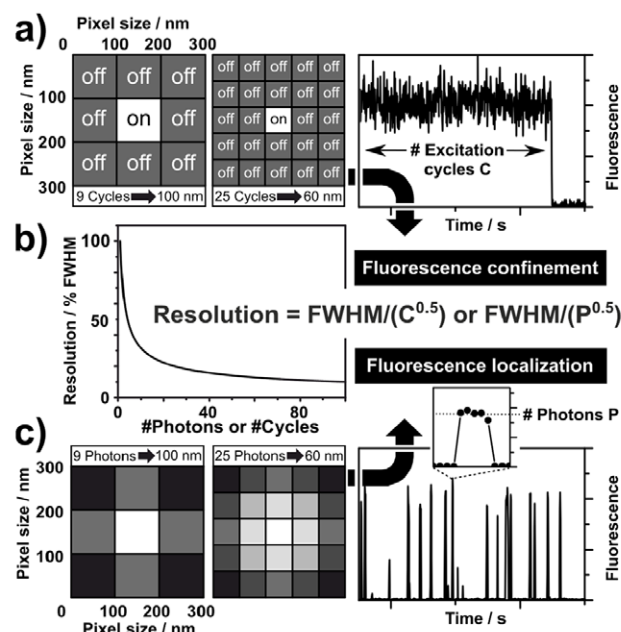 a)
Pixel size / nm
0 100 200 300
Pixel size / nm
100
200
300
off off off
off on off
off off off
9 Cycles 100 nm
off off off off off
off off off off off
off off on off off
off off off off off
off off off off off
25 Cycles 60 nm
# Excitation
cycles C
Fluorescence
Time / s
b)
Resolution / % FWHM
100
50
0
0 40 80
#Photons or #Cycles
Fluorescence confinement
Resolution = FWHM/(C^0.5) or FWHM/(P^0.5)
Fluorescence localization
# Photons P
c)
9 Photons 100 nm
25 Photons 60 nm
Pixel size / nm
300
200
100
0 100 200 300
Pixel size / nm
Fluorescence
Time / s